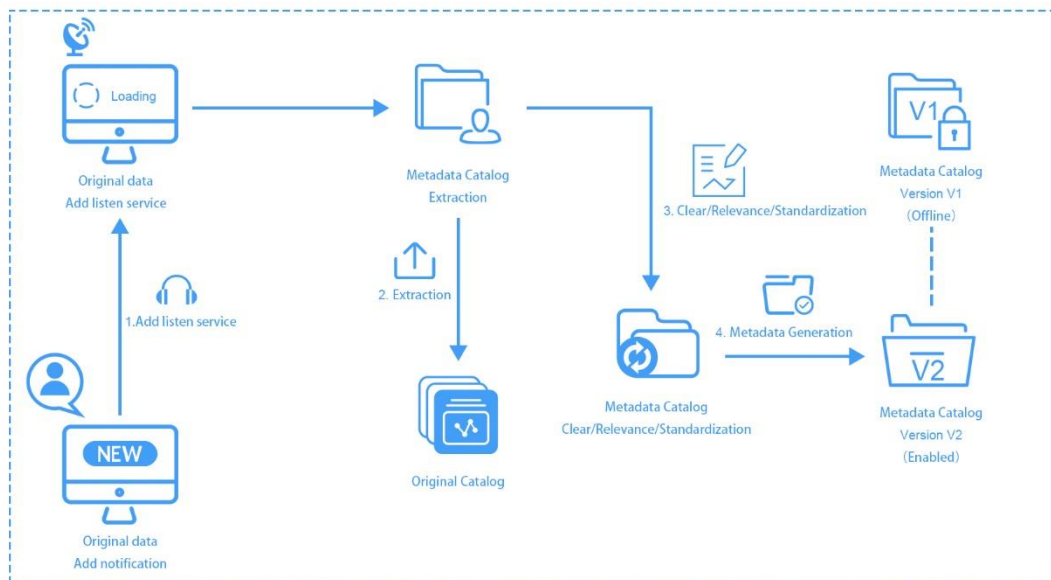 Loading
Original data
Add listen service
1.Add listen service
NEW
Original data
Add notification
Metadata Catalog
Extraction
2. Extraction
Original Catalog
3. Clear/Relevance/Standardization
Metadata Catalog
Clear/Relevance/Standardization
4. Metadata Generation
V1
Metadata Catalog
Version V1
(Offline)
V2
Metadata Catalog
Version V2
(Enabled)